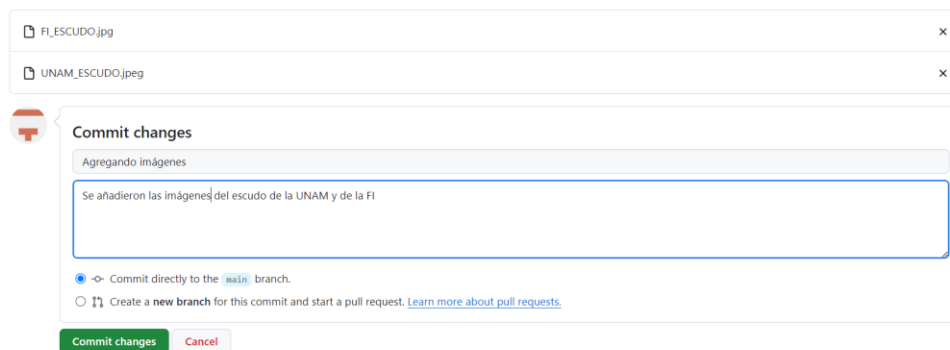 FI_ESCUDO.jpg
UNAM_ESCUDO.jpeg
Commit changes
Agregando imágenes
Se añadieron las imágenes del escudo de la UNAM y de la FI
Commit directly to the main branch.
Create a new branch for this commit and start a pull request. Learn more about pull requests.
Commit changes Cancel